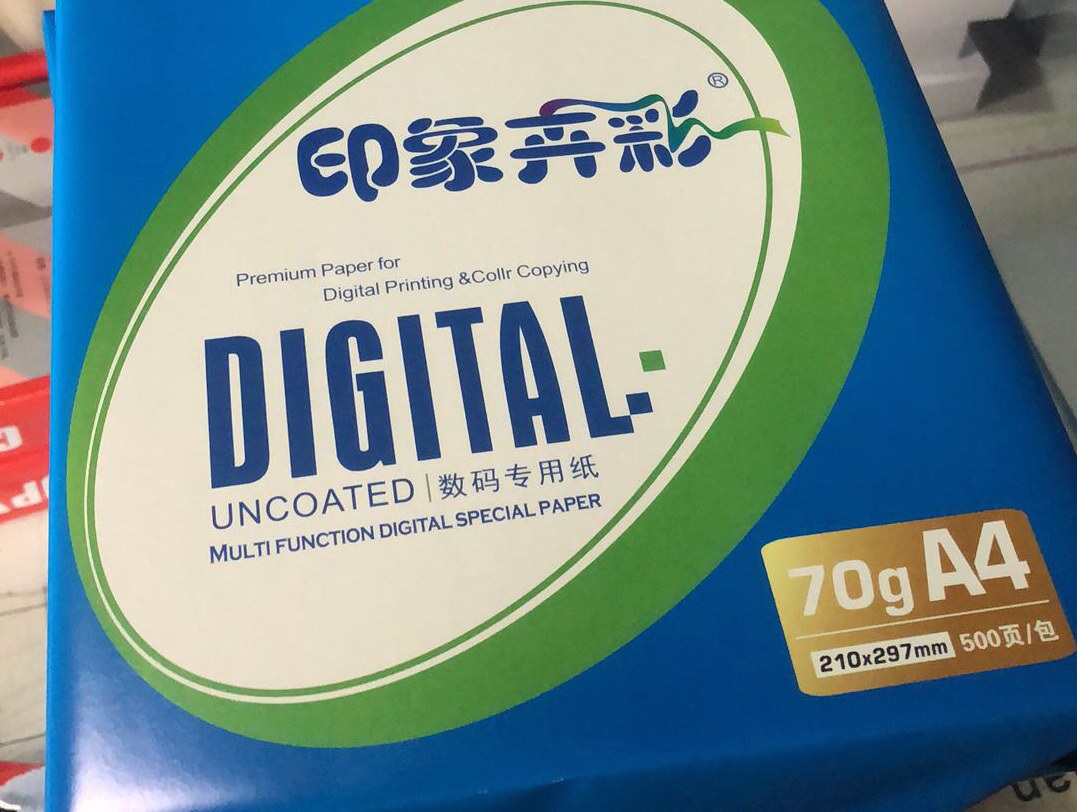 印象卉彩®
Premium Paper for
Digital Printing &Collr Copying
DIGITAL
UNCOATED | 数码专用纸
MULTI FUNCTION DIGITAL SPECIAL PAPER
70g A4
210x297mm 500页/包